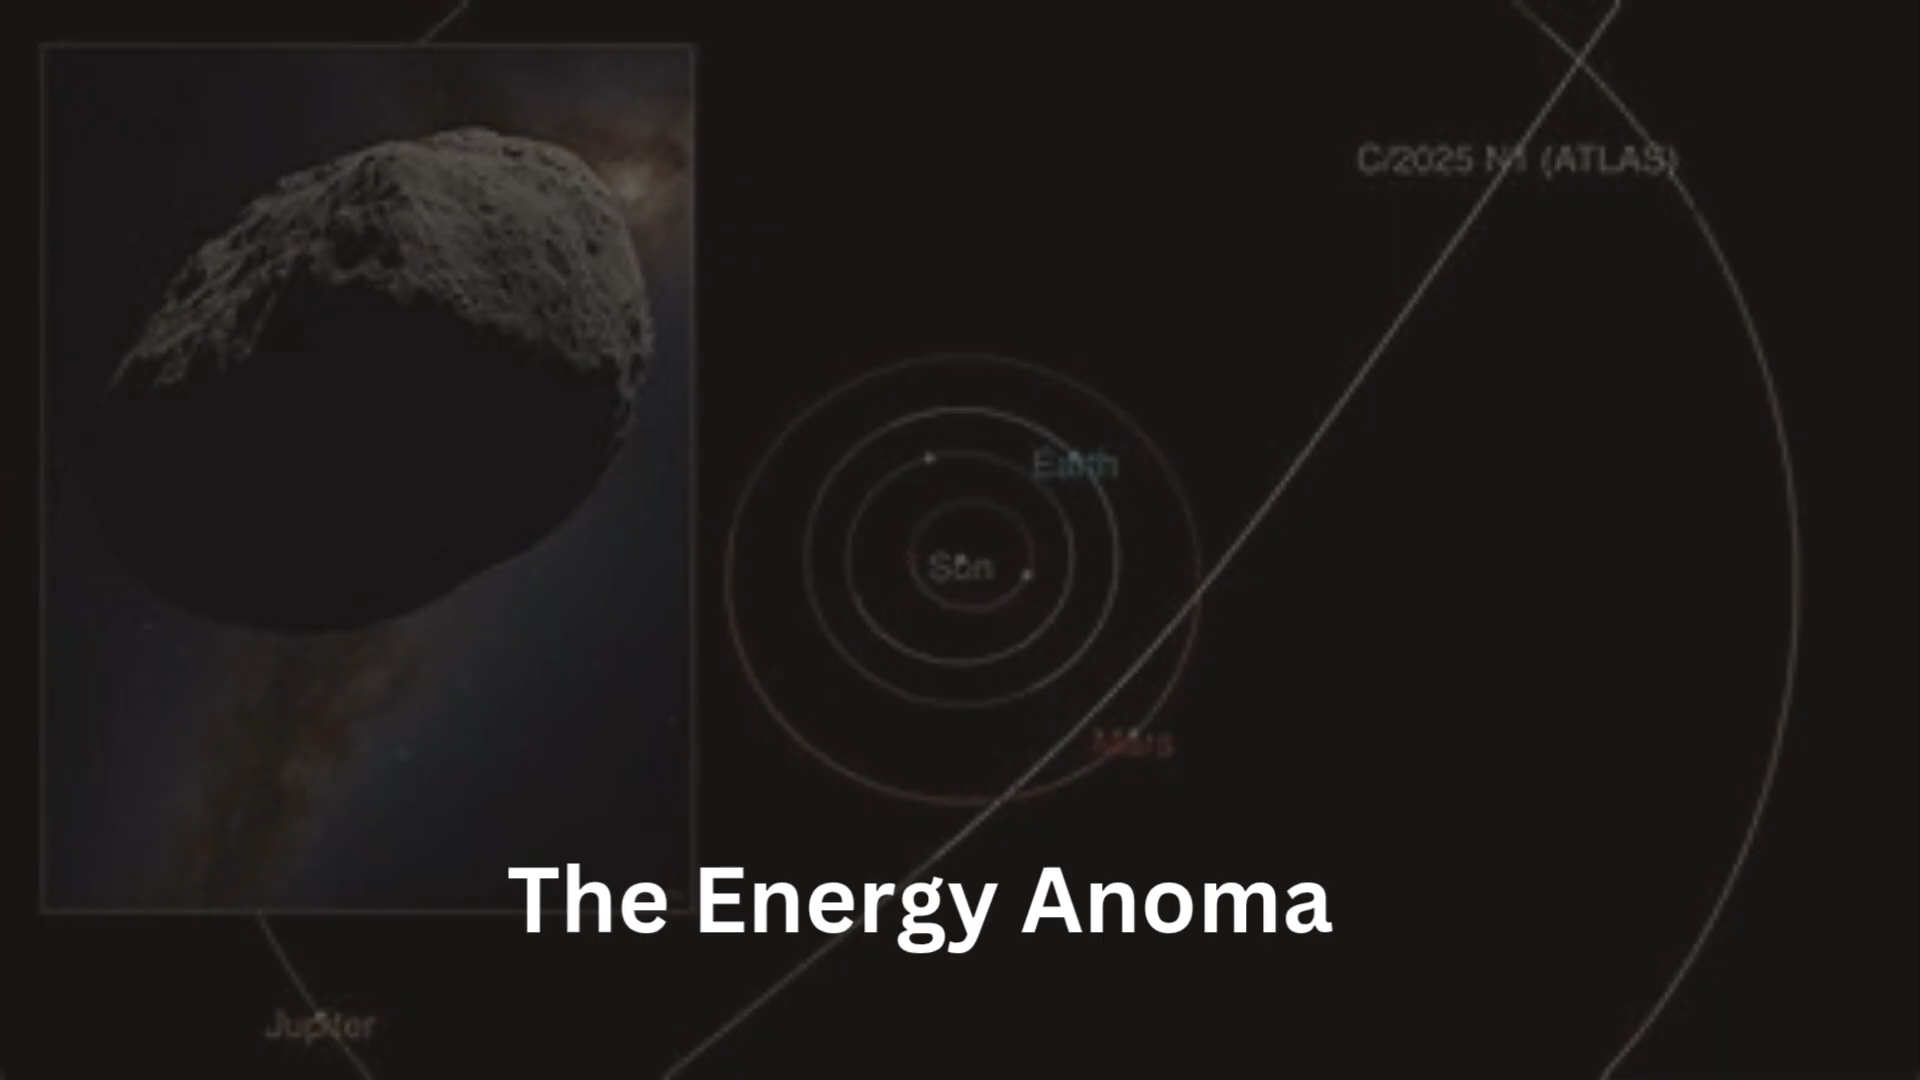 C/2025 N1 (ATLAS)
Earth
Sun
Mars
The Energy Anoma
Jupiter